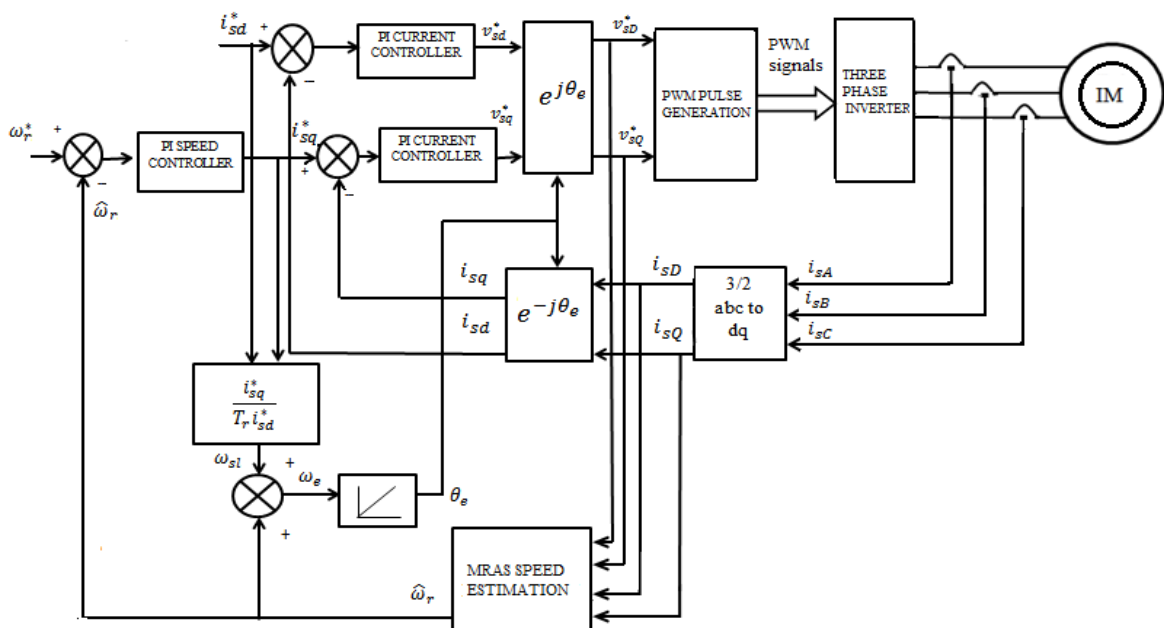 i*sd
+
−
PI CURRENT
CONTROLLER
v*sd
e^jθe
v*sD
PWM PULSE
GENERATION
PWM
signals
THREE
PHASE
INVERTER
IM
ω*r
+
−
PI SPEED
CONTROLLER
i*sq
+
−
PI CURRENT
CONTROLLER
v*sq
v*sQ
ω̂r
isq
isd
e^−jθe
isD
isQ
3/2
abc to
dq
isA
isB
isC
i*sq
Tr i*sd
ωsl
+
+
ωe
θe
MRAS SPEED
ESTIMATION
ω̂r